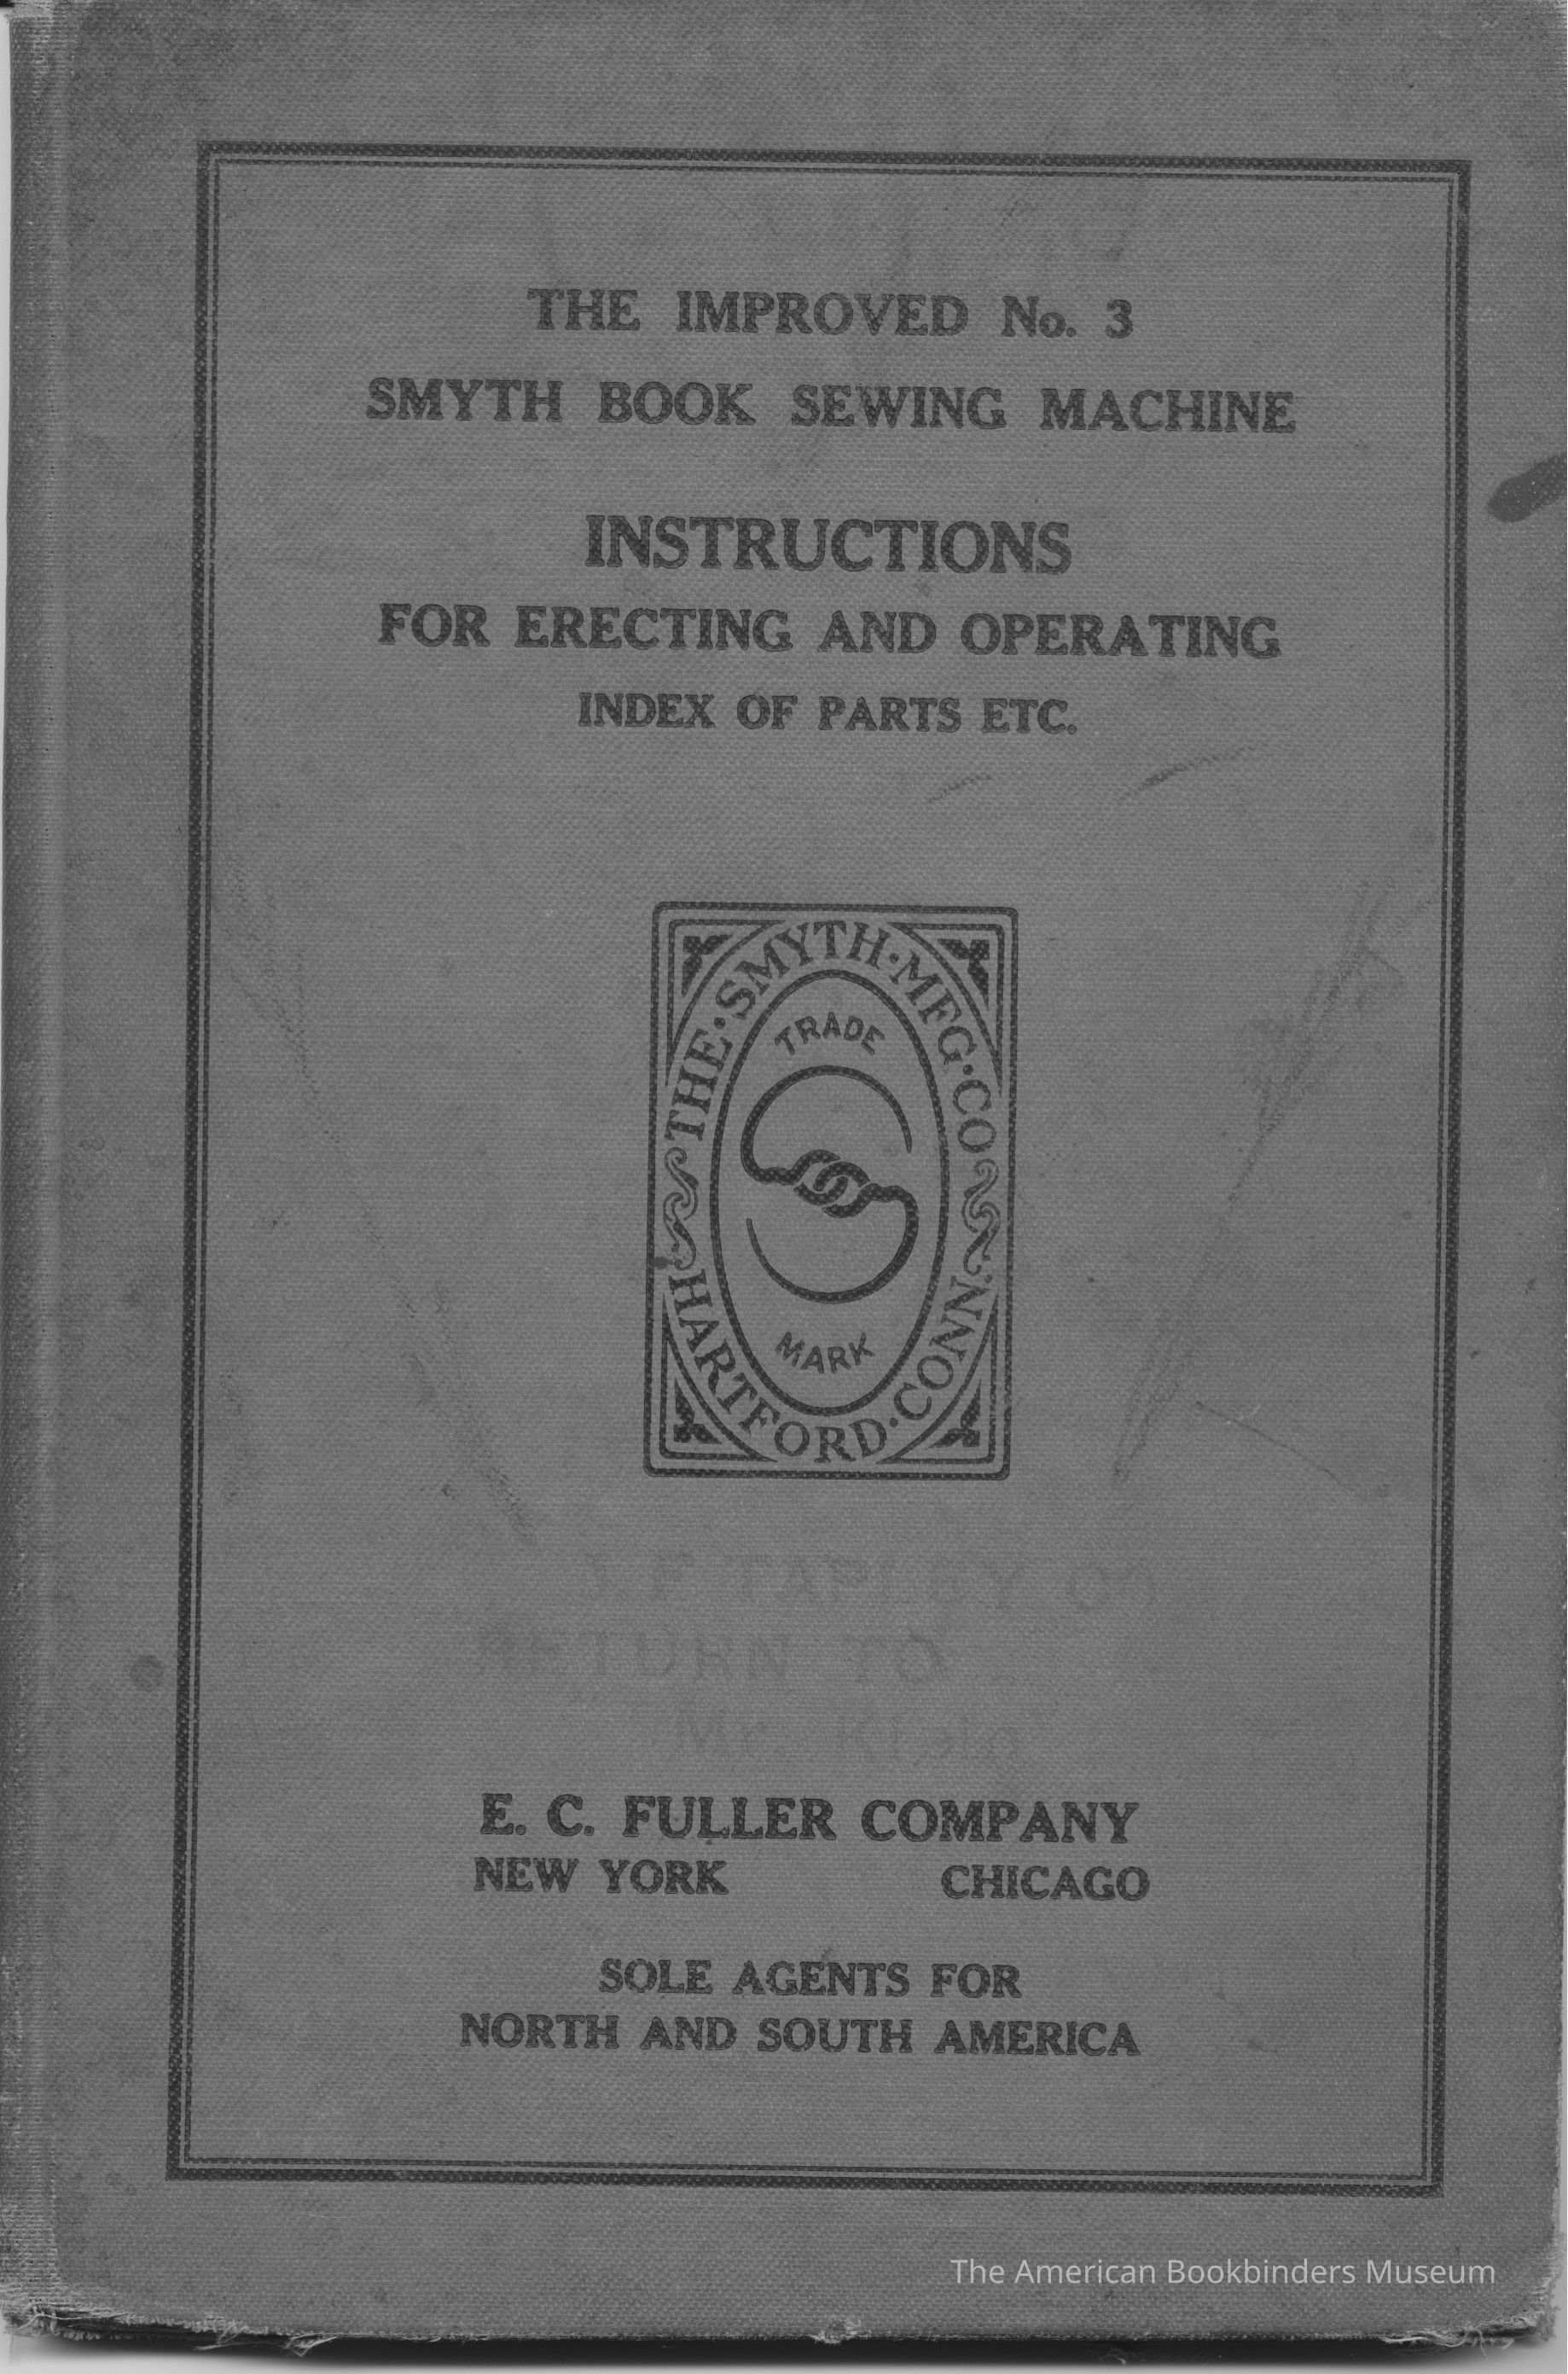 THE IMPROVED No. 3
SMYTH BOOK SEWING MACHINE
INSTRUCTIONS
FOR ERECTING AND OPERATING
INDEX OF PARTS ETC.
THE·SMYTH·MFG·CO
TRADE
MARK
HARTFORD·CONN.
E. C. FULLER COMPANY
NEW YORK CHICAGO
SOLE AGENTS FOR
NORTH AND SOUTH AMERICA
The American Bookbinders Museum